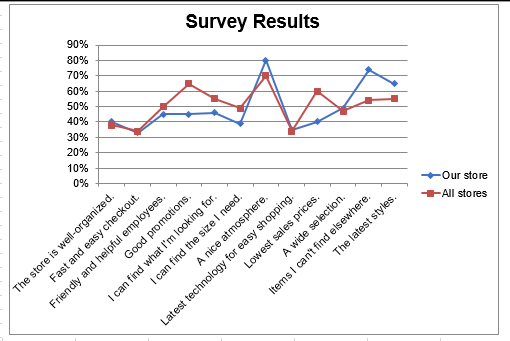 Survey Results
90%
80%
70%
60%
50%
40%
30%
20%
10%
0%
The store is well-organized.
Fast and easy checkout.
Friendly and helpful employees.
Good promotions.
I can find what I'm looking for.
I can find the size I need.
A nice atmosphere.
Latest technology for easy shopping.
Lowest sales prices.
A wide selection.
Items I can't find elsewhere.
The latest styles.
Our store
All stores